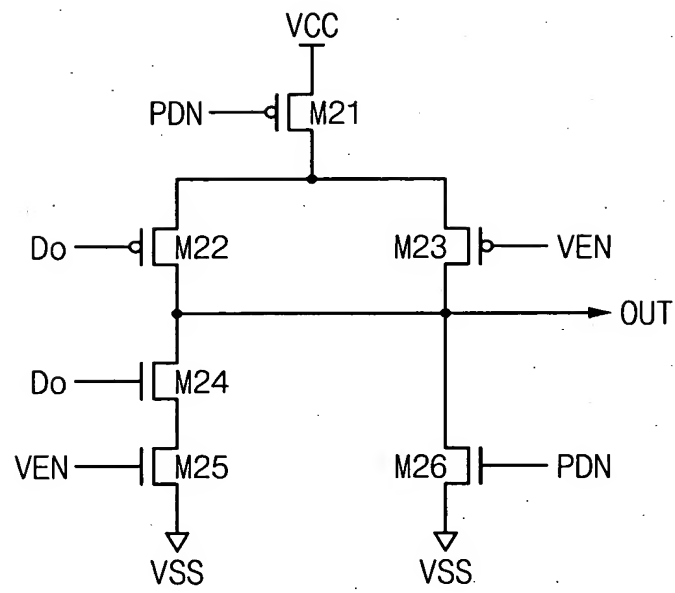 VCC
PDN M21
Do M22 M23 VEN
OUT
Do M24
VEN M25 M26 PDN
VSS VSS